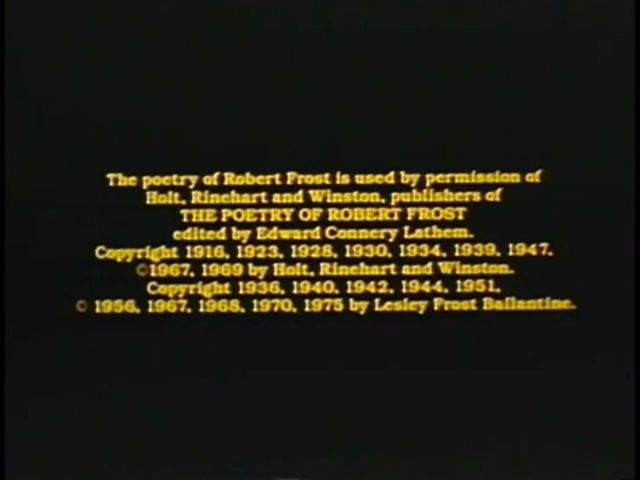 The poetry of Robert Frost is used by permission of
Holt, Rinehart and Winston, publishers of
THE POETRY OF ROBERT FROST
edited by Edward Connery Lathem.
Copyright 1916, 1923, 1928, 1930, 1934, 1939, 1947,
©1967, 1969 by Holt, Rinehart and Winston.
Copyright 1936, 1940, 1942, 1944, 1951,
© 1956, 1967, 1968, 1970, 1975 by Lesley Frost Ballantine.